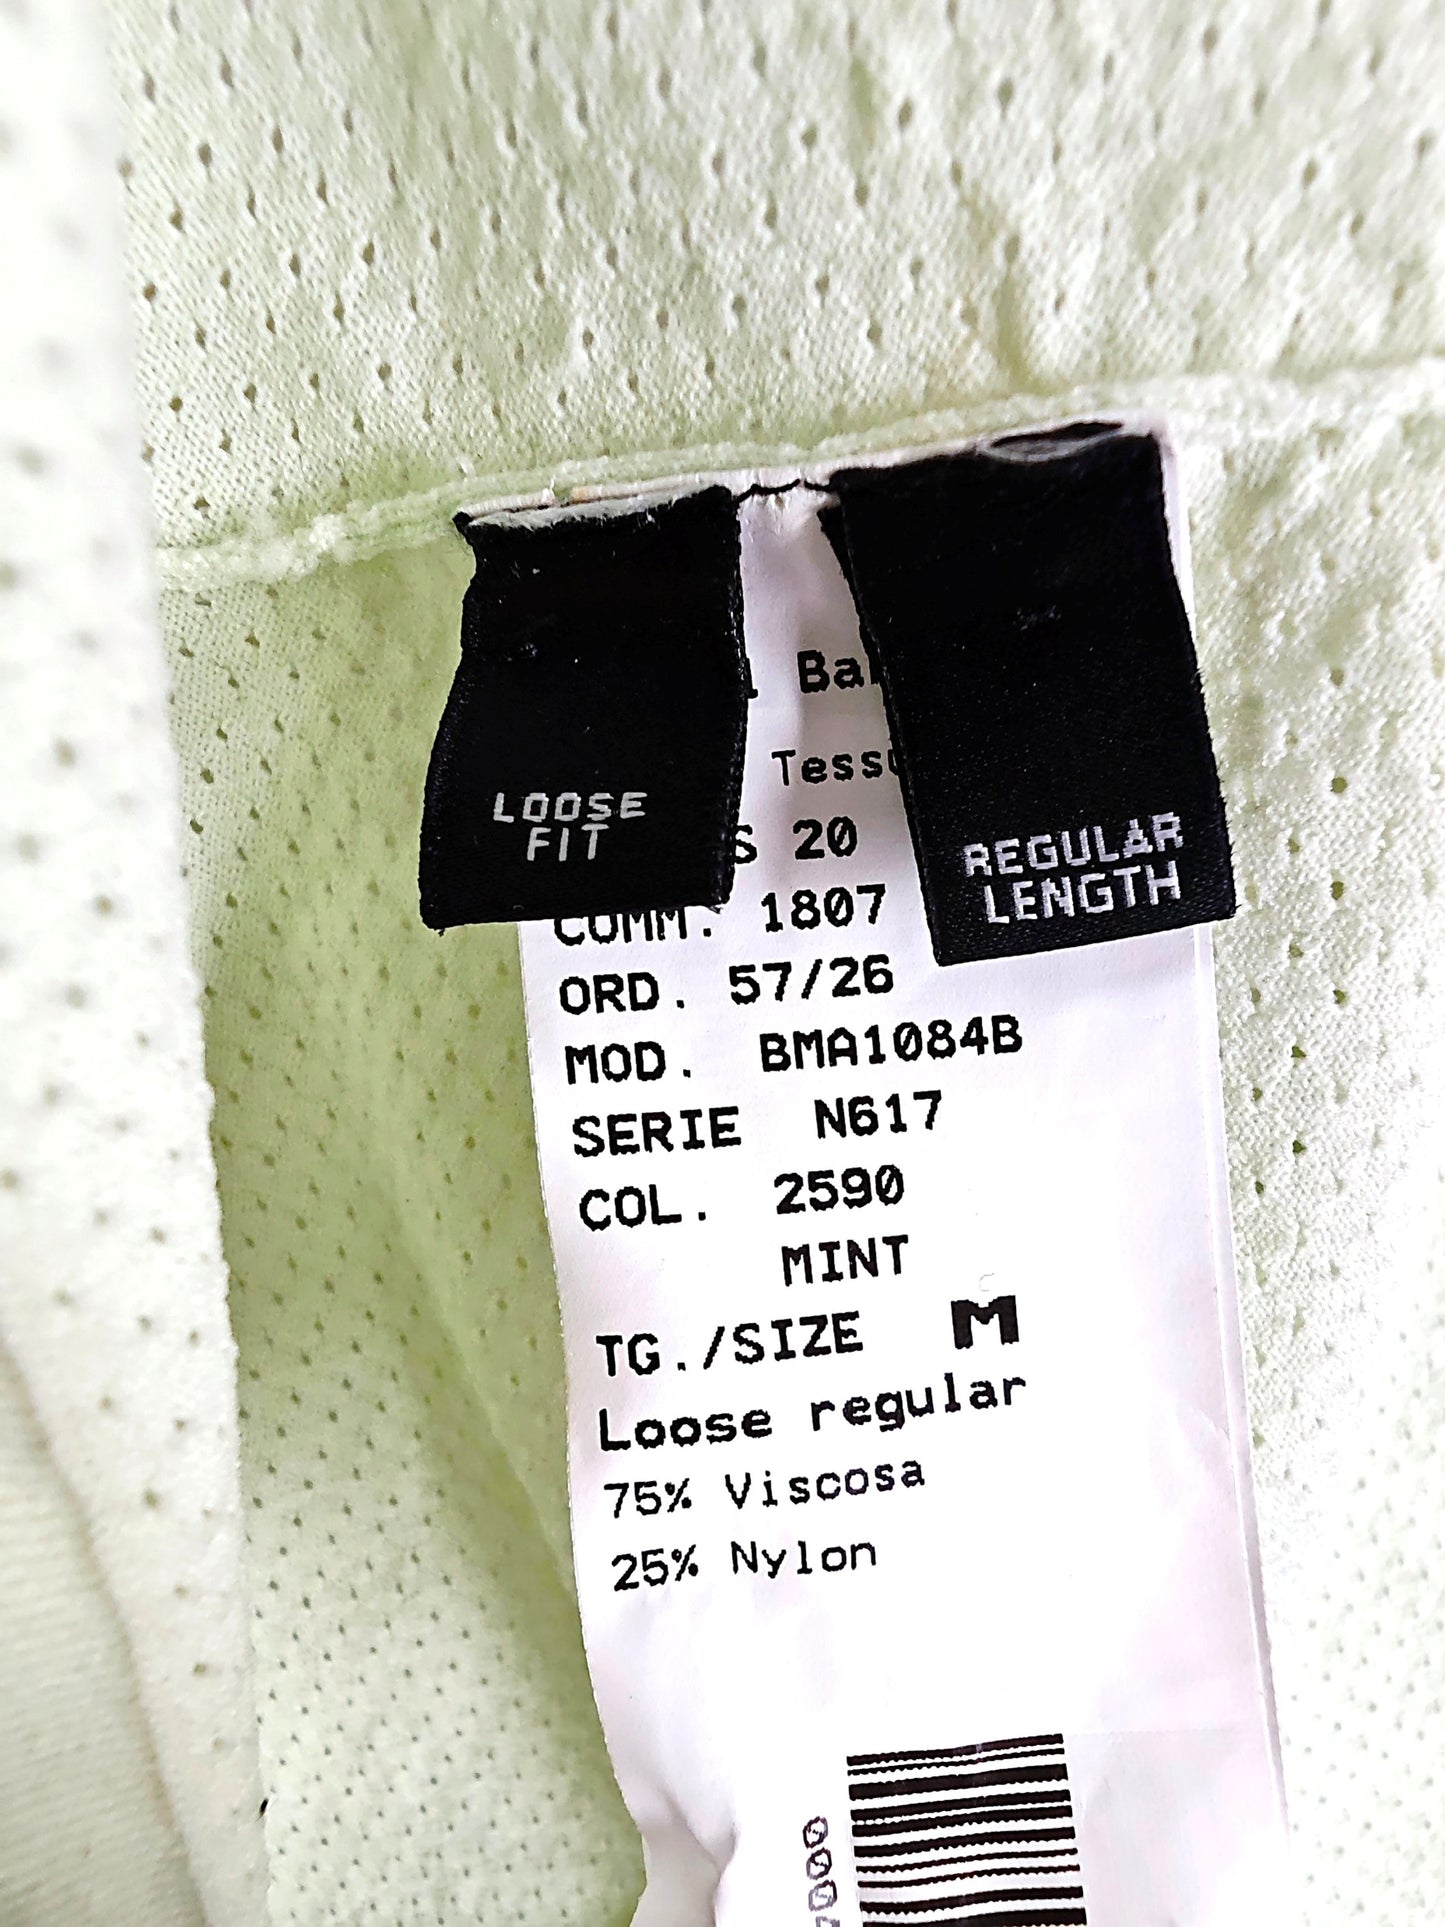 LOOSE
FIT
REGULAR
LENGTH
20
COMM. 1807
ORD. 57/26
MOD. BMA1084B
SERIE N617
COL. 2590
MINT
TG./SIZE M
Loose regular
75% Viscosa
25% Nylon